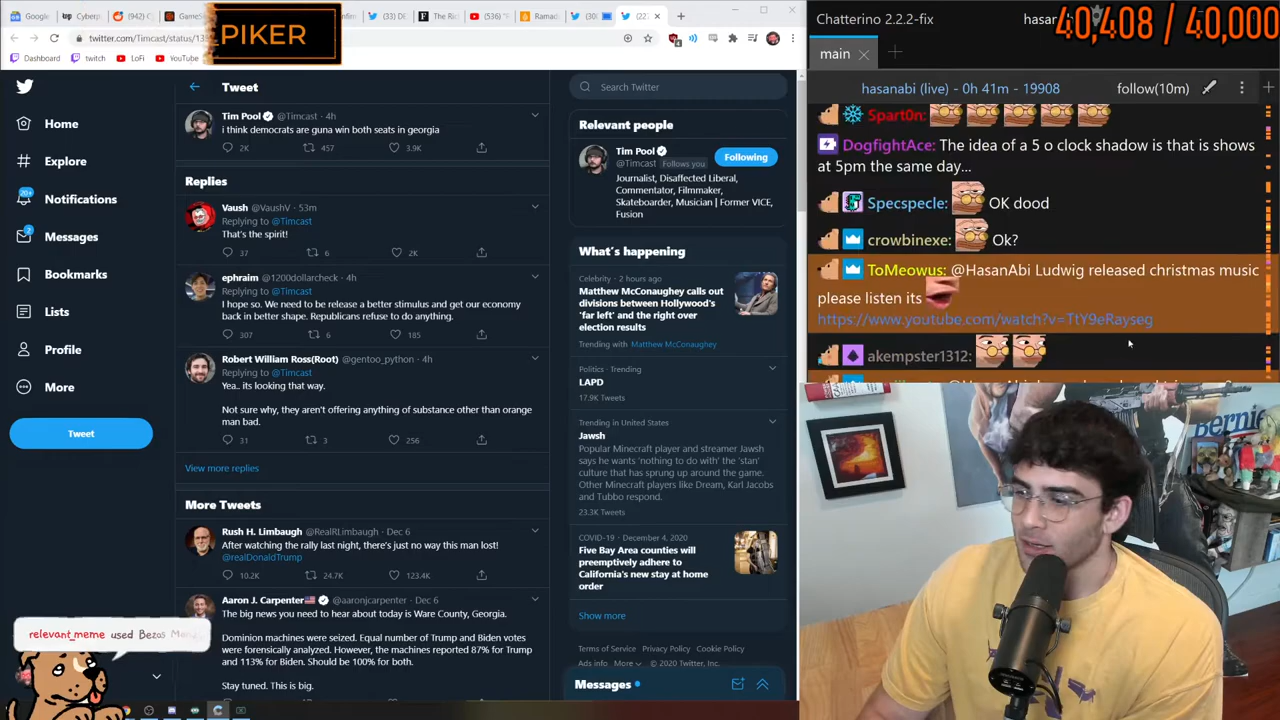 Google
Cyberp
(942) C
GameS
PIKER
(33) DE
The Ric
(536) "
Ramad
(30)
(22
twitter.com/Timcast/status/13
Dashboard
twitch
LoFi
YouTube
Home
Explore
20+
Notifications
2
Messages
Bookmarks
Lists
Profile
More
Tweet
relevant_meme used Bezos
Tweet
Tim Pool @Timcast · 4h
i think democrats are guna win both seats in georgia
2K 457 3.9K
Replies
Vaush @VaushV · 53m
Replying to @Timcast
That's the spirit!
37 6 2K
ephraim @1200dollarcheck · 4h
Replying to @Timcast
I hope so. We need to be release a better stimulus and get our economy
back in better shape. Republicans refuse to do anything.
307 6 185
Robert William Ross(Root) @gentoo_python · 4h
Replying to @Timcast
Yea.. its looking that way.
Not sure why, they aren't offering anything of substance other than orange
man bad.
31 3 256
View more replies
More Tweets
Rush H. Limbaugh @RealRLimbaugh · Dec 6
After watching the rally last night, there's just no way this man lost!
@realDonaldTrump
10.2K 24.7K 123.4K
Aaron J. Carpenter @aaronjcarpenter · Dec 6
The big news you need to hear about today is Ware County, Georgia.
Dominion machines were seized. Equal number of Trump and Biden votes
were forensically analyzed. However, the machines reported 87% for Trump
and 113% for Biden. Should be 100% for both.
Stay tuned. This is big.
Search Twitter
Relevant people
Tim Pool
@Timcast Follows you
Following
Journalist, Disaffected Liberal,
Commentator, Filmmaker,
Skateboarder, Musician | Former VICE,
Fusion
What's happening
Celebrity · 2 hours ago
Matthew McConaughey calls out
divisions between Hollywood's
'far left' and the far right over
election results
Trending with Matthew McConaughey
Politics · Trending
LAPD
17.9K Tweets
Trending in United States
Jawsh
Popular Minecraft player and streamer Jawsh
says he wants 'nothing to do with' the 'stan'
culture that has sprung up around the game.
Other Minecraft players like Dream, Karl Jacobs
and Tubbo respond.
23.3K Tweets
COVID-19 · December 4, 2020
Five Bay Area counties will
preemptively adhere to
California's new stay at home
order
Show more
Terms of Service Privacy Policy Cookie Policy
Ads info More © 2020 Twitter, Inc.
Messages
Chatterino 2.2.2-fix
hasana
40,408 / 40,000
main
hasanabi (live) - 0h 41m - 19908
follow(10m)
Spart0n:
DogfightAce: The idea of a 5 o clock shadow is that is shows
at 5pm the same day...
Specspecle: OK dood
crowbinexe: Ok?
ToMeowus: @HasanAbi Ludwig released christmas music
please listen its
https://www.youtube.com/watch?v=TtY9eRayseg
akempster1312:
Bernie